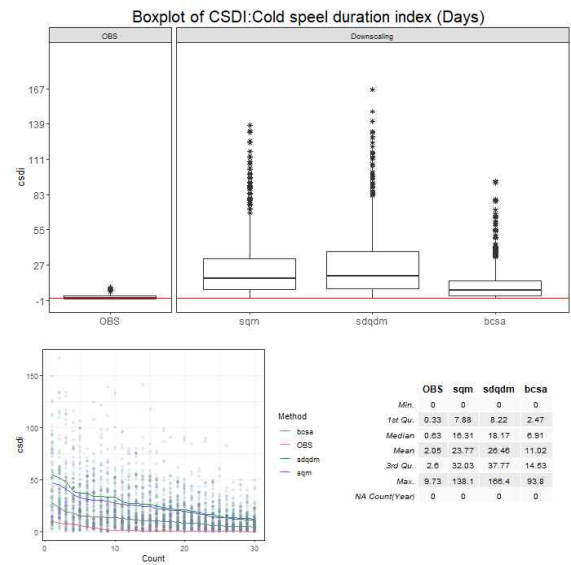 Boxplot of CSDI:Cold speel duration index (Days)
OBS Downscaling
167
139
111
83
55
27
-1
csdi
OBS sqm sdqdm bcsa
150
100
50
0
csdi
0 10 20 30
Count
Method
bcsa
OBS
sdqdm
sqm
OBS sqm sdqdm bcsa
Min. 0 0 0 0
1st Qu. 0.33 7.88 8.22 2.47
Median 0.63 16.31 18.17 6.91
Mean 2.05 23.77 26.46 11.02
3rd Qu. 2.6 32.03 37.77 14.53
Max. 9.73 138.1 166.4 93.8
NA Count(Year) 0 0 0 0